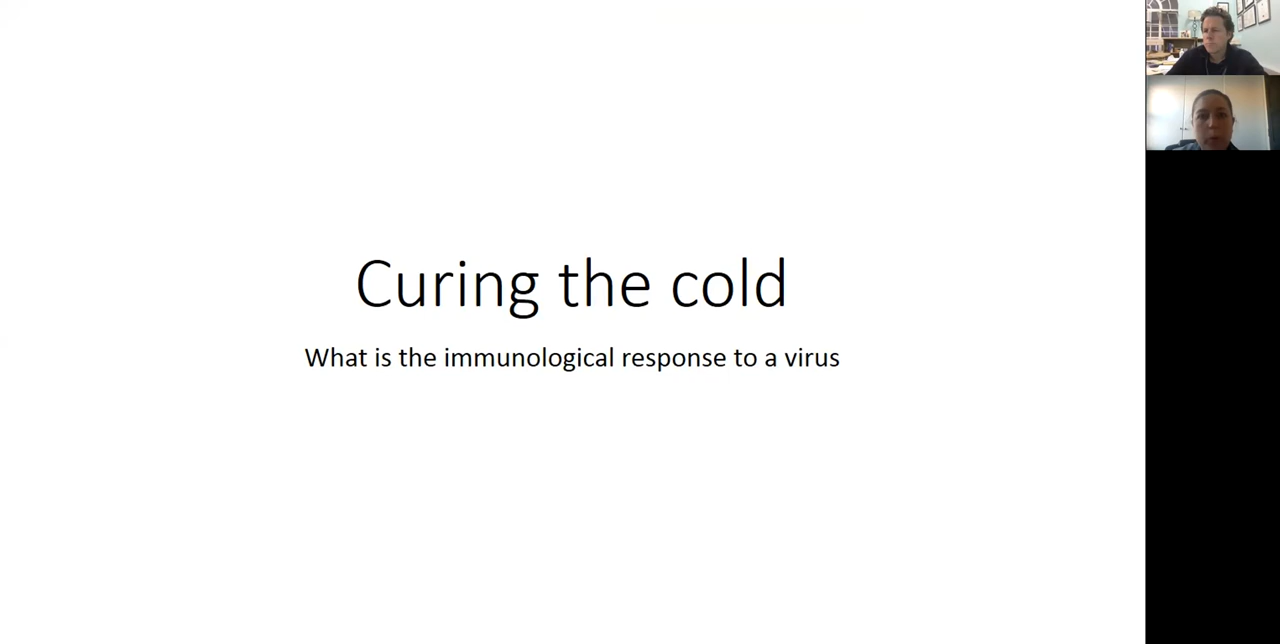 Curing the cold
What is the immunological response to a virus